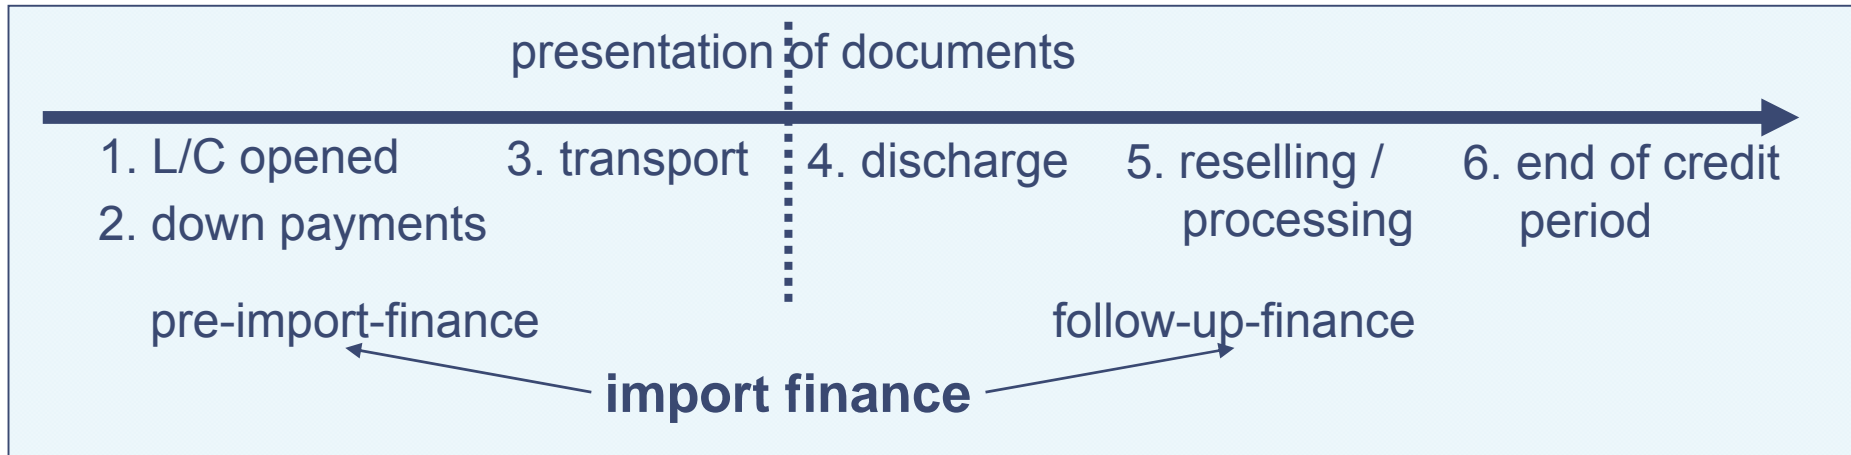 presentation of documents
1. L/C opened
2. down payments
3. transport
4. discharge
5. reselling /
processing
6. end of credit
period
pre-import-finance
follow-up-finance
import finance